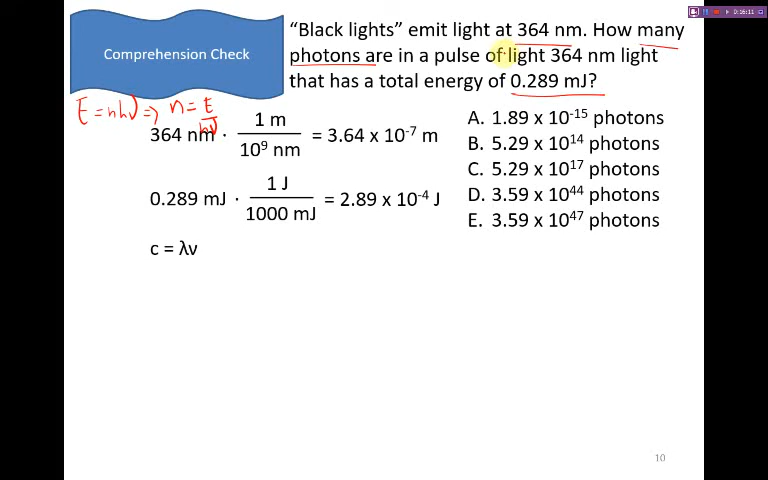 0:16:11
Comprehension Check
“Black lights” emit light at 364 nm. How many
photons are in a pulse of light 364 nm light
that has a total energy of 0.289 mJ?
E = nhν => n = E/hν
364 nm · 1 m / 10⁹ nm = 3.64 x 10⁻⁷ m
0.289 mJ · 1 J / 1000 mJ = 2.89 x 10⁻⁴ J
c = λν
A. 1.89 x 10⁻¹⁵ photons
B. 5.29 x 10¹⁴ photons
C. 5.29 x 10¹⁷ photons
D. 3.59 x 10⁴⁴ photons
E. 3.59 x 10⁴⁷ photons
10